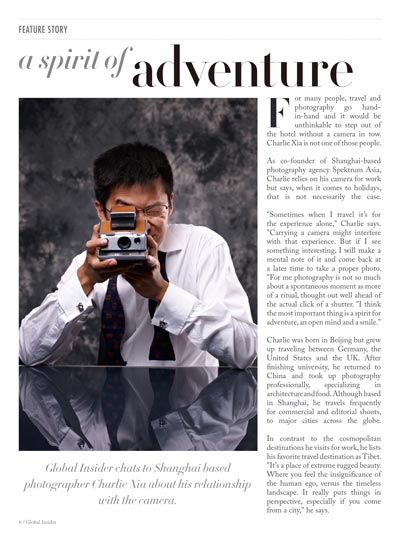 FEATURE STORY
a spirit of adventure
For many people, travel and
photography go hand-
in-hand and it would be
unthinkable to step out of
the hotel without a camera in tow.
Charlie Xia is not one of those people.
As co-founder of Shanghai-based
photography agency Spektrum Asia,
Charlie relies on his camera for work
but says, when it comes to holidays,
that is not necessarily the case.
"Sometimes when I travel it's for
the experience alone," Charlie says.
"Carrying a camera might interfere
with that experience. But if I see
something interesting, I will make a
mental note of it and come back at
a later time to take a proper photo.
"For me photography is not so much
about a spontaneous moment as more
of a ritual, thought out well ahead of
the actual click of a shutter. "I think
the most important thing is a spirit for
adventure, an open mind and a smile."
Charlie was born in Beijing but grew
up traveling between Germany, the
United States and the UK. After
finishing university, he returned to
China and took up photography
professionally, specializing in
architecture and food. Although based
in Shanghai, he travels frequently
for commercial and editorial shoots,
to major cities across the globe.
In contrast to the cosmopolitan
destinations he visits for work, he lists
his favorite travel destination as Tibet.
"It's a place of extreme rugged beauty.
Where you feel the insignificance of
the human ego, versus the timeless
landscape. It really puts things in
perspective, especially if you come
from a city," he says.
Global Insider chats to Shanghai based
photographer Charlie Xia about his relationship
with the camera.
6 / Global Insider